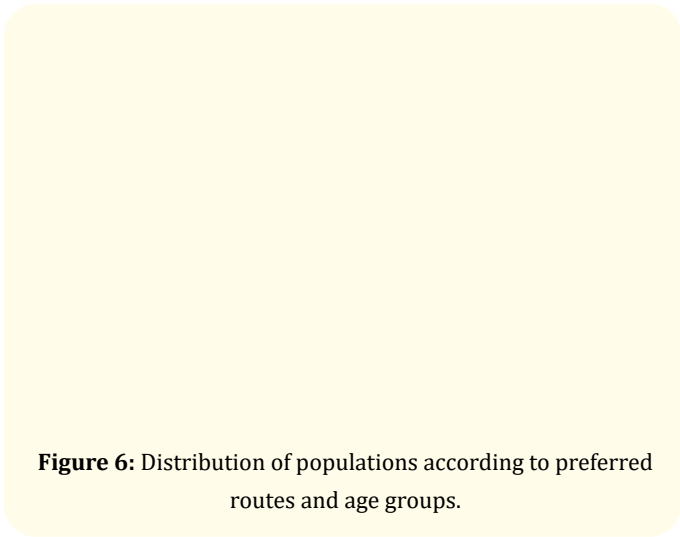 Figure 6: Distribution of populations according to preferred
routes and age groups.